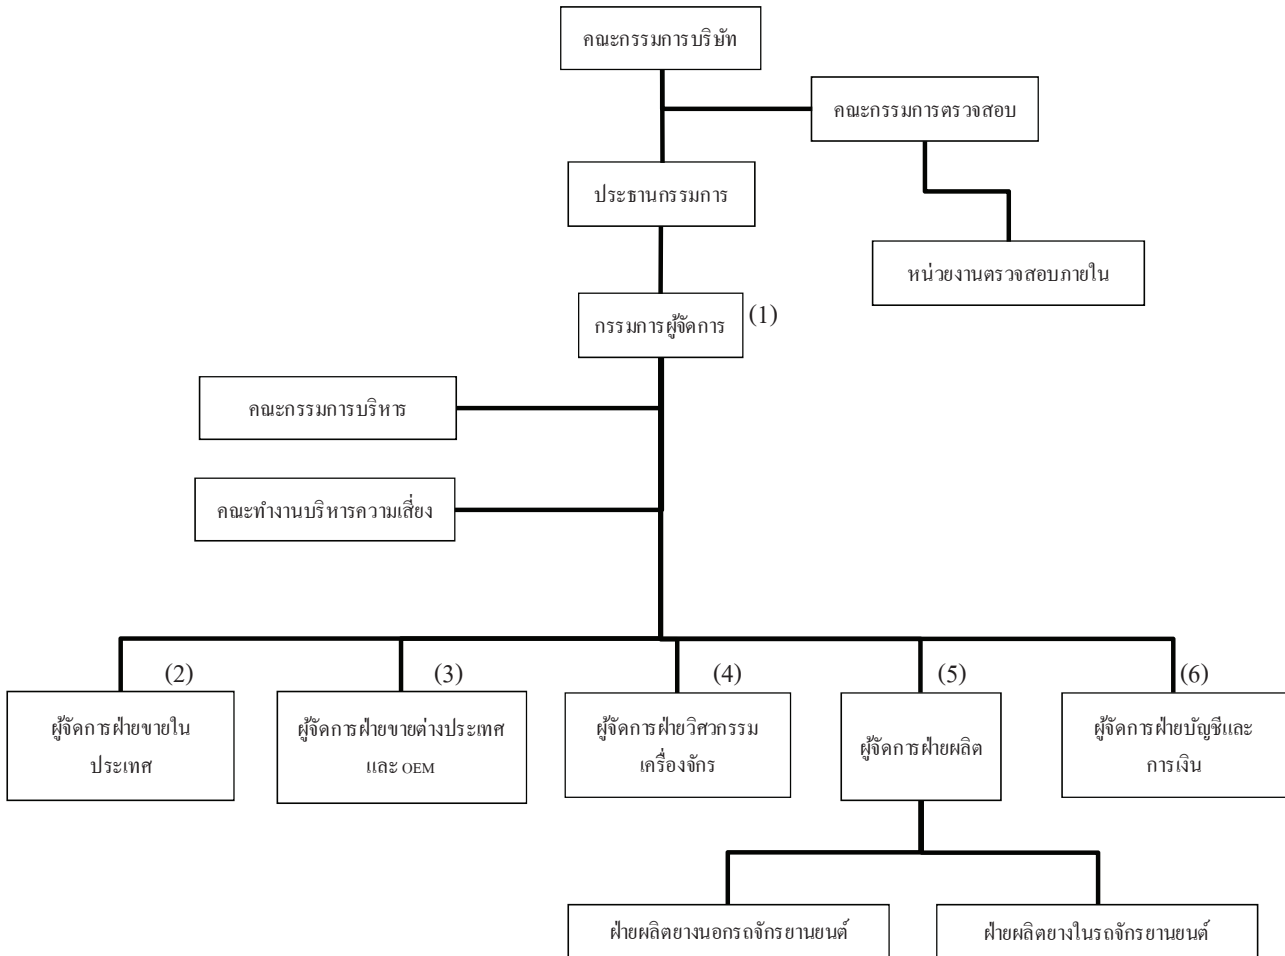 คณะกรรมการบริษัท
คณะกรรมการตรวจสอบ
ประธานกรรมการ
หน่วยงานตรวจสอบภายใน
กรรมการผู้จัดการ
(1)
คณะกรรมการบริหาร
คณะทำงานบริหารความเสี่ยง
(2)
(3)
(4)
(5)
(6)
ผู้จัดการฝ่ายขายใน
ประเทศ
ผู้จัดการฝ่ายขายต่างประเทศ
และ OEM
ผู้จัดการฝ่ายวิศวกรรม
เครื่องจักร
ผู้จัดการฝ่ายผลิต
ผู้จัดการฝ่ายบัญชีและ
การเงิน
ฝ่ายผลิตยางนอกรถจักรยานยนต์
ฝ่ายผลิตยางในรถจักรยานยนต์